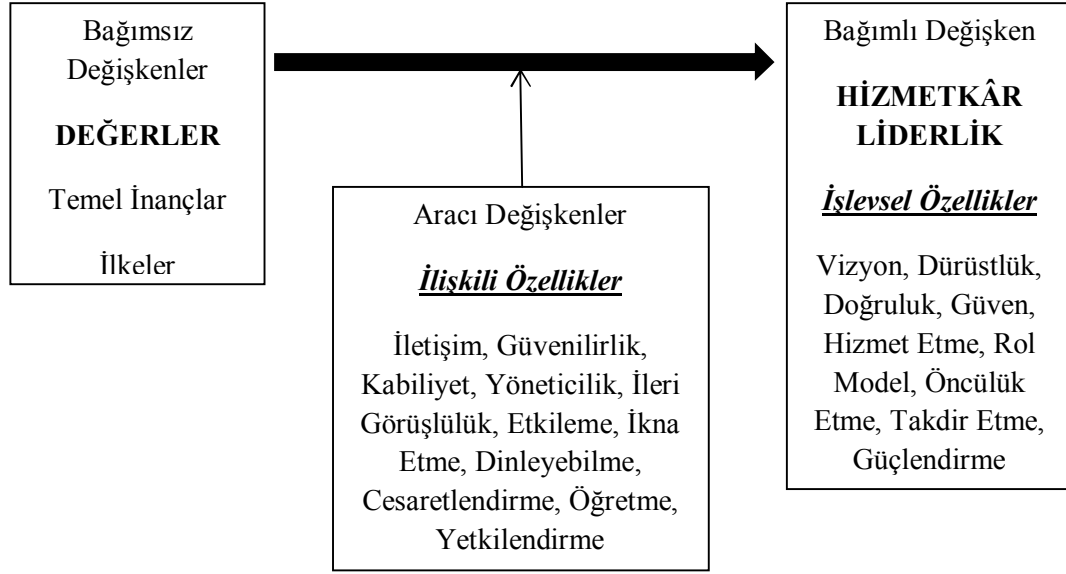 Bağımsız
Değişkenler
DEĞERLER
Temel İnançlar
İlkeler
Aracı Değişkenler
İlişkili Özellikler
İletişim, Güvenilirlik,
Kabiliyet, Yöneticilik, İleri
Görüşlülük, Etkileme, İkna
Etme, Dinleyebilme,
Cesaretlendirme, Öğretme,
Yetkilendirme
Bağımlı Değişken
HİZMETKÂR
LİDERLİK
İşlevsel Özellikler
Vizyon, Dürüstlük,
Doğruluk, Güven,
Hizmet Etme, Rol
Model, Öncülük
Etme, Takdir Etme,
Güçlendirme